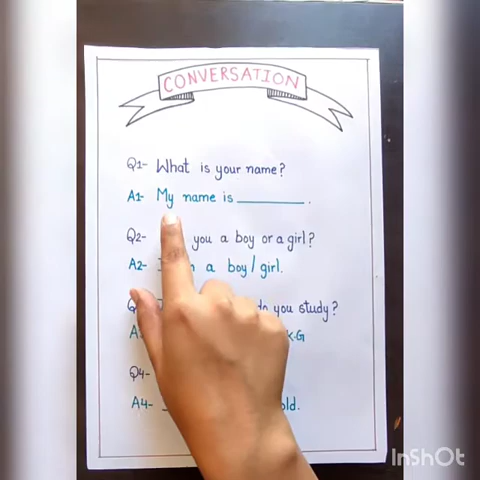 CONVERSATION
Q1- What is your name?
A1- My name is ________.
Q2- you a boy or a girl?
A2- a boy/girl.
do you study?
K.G
Q4-
A4- old.
InShot